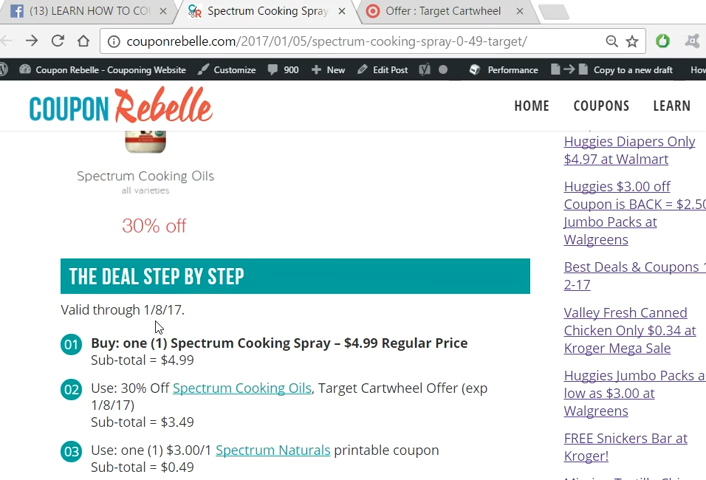 (13) LEARN HOW TO COU
Spectrum Cooking Spray
Offer : Target Cartwheel
couponrebelle.com/2017/01/05/spectrum-cooking-spray-0-49-target/
Coupon Rebelle - Couponing Website
Customize
900
New
Edit Post
Performance
Copy to a new draft
How
COUPON Rebelle
HOME
COUPONS
LEARN
Spectrum Cooking Oils
all varieties
30% off
THE DEAL STEP BY STEP
Valid through 1/8/17.
01 Buy: one (1) Spectrum Cooking Spray – $4.99 Regular Price
Sub-total = $4.99
02 Use: 30% Off Spectrum Cooking Oils, Target Cartwheel Offer (exp
1/8/17)
Sub-total = $3.49
03 Use: one (1) $3.00/1 Spectrum Naturals printable coupon
Sub-total = $0.49
Huggies Diapers Only
$4.97 at Walmart
Huggies $3.00 off
Coupon is BACK = $2.50
Jumbo Packs at
Walgreens
Best Deals & Coupons 1
2-17
Valley Fresh Canned
Chicken Only $0.34 at
Kroger Mega Sale
Huggies Jumbo Packs a
low as $3.00 at
Walgreens
FREE Snickers Bar at
Kroger!